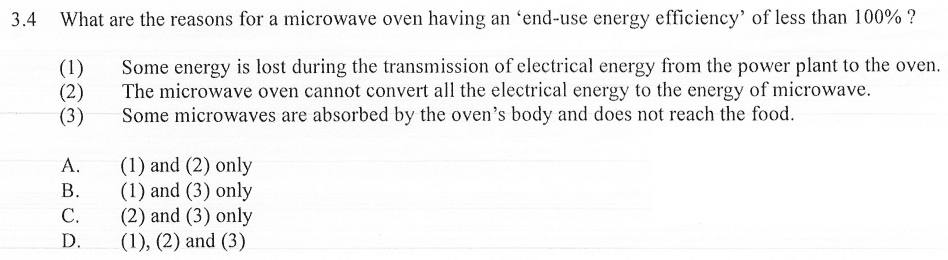 3.4 What are the reasons for a microwave oven having an ‘end-use energy efficiency’ of less than 100% ?
(1) Some energy is lost during the transmission of electrical energy from the power plant to the oven.
(2) The microwave oven cannot convert all the electrical energy to the energy of microwave.
(3) Some microwaves are absorbed by the oven’s body and does not reach the food.
A. (1) and (2) only
B. (1) and (3) only
C. (2) and (3) only
D. (1), (2) and (3)